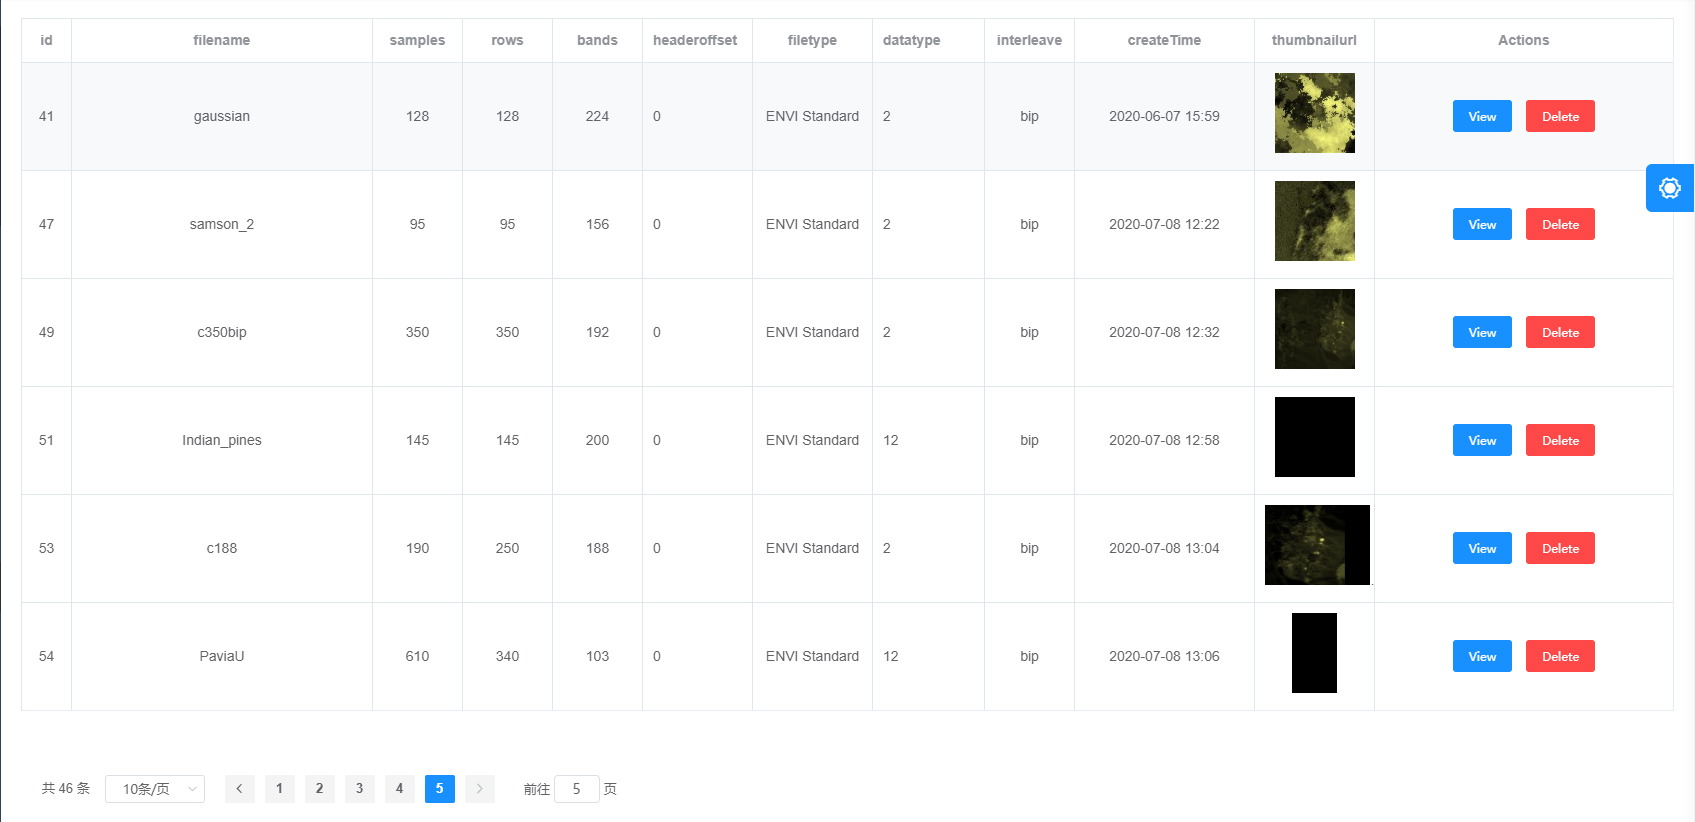 id filename samples rows bands headeroffset filetype datatype interleave createTime thumbnailurl Actions
41 gaussian 128 128 224 0 ENVI Standard 2 bip 2020-06-07 15:59 View Delete
47 samson_2 95 95 156 0 ENVI Standard 2 bip 2020-07-08 12:22 View Delete
49 c350bip 350 350 192 0 ENVI Standard 2 bip 2020-07-08 12:32 View Delete
51 Indian_pines 145 145 200 0 ENVI Standard 12 bip 2020-07-08 12:58 View Delete
53 c188 190 250 188 0 ENVI Standard 2 bip 2020-07-08 13:04 View Delete
54 PaviaU 610 340 103 0 ENVI Standard 12 bip 2020-07-08 13:06 View Delete
共 46 条 10条/页 1 2 3 4 5 前往 5 页